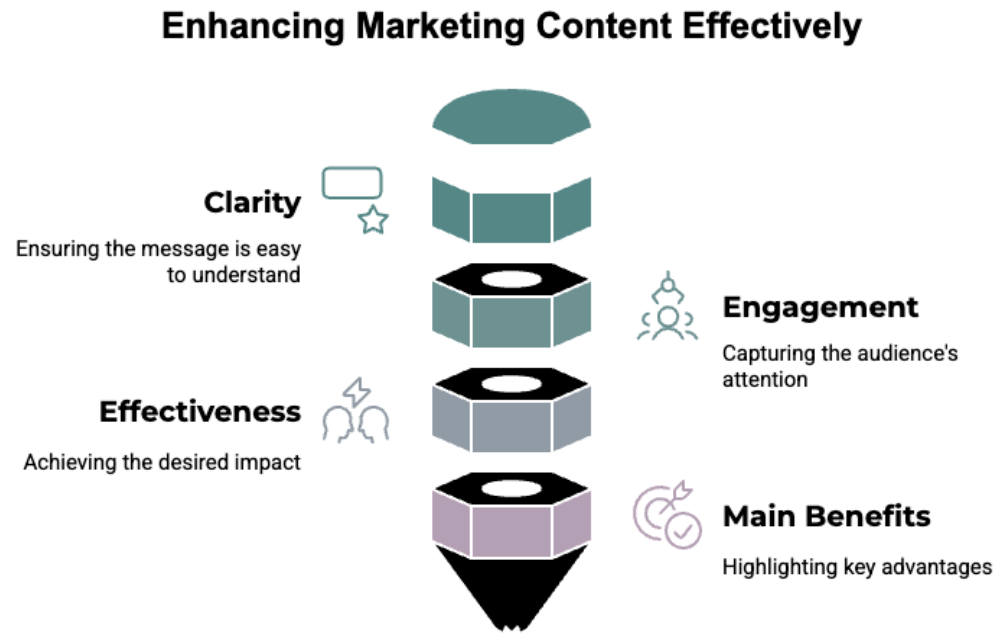 Enhancing Marketing Content Effectively
Clarity
Ensuring the message is easy
to understand
Engagement
Capturing the audience's
attention
Effectiveness
Achieving the desired impact
Main Benefits
Highlighting key advantages